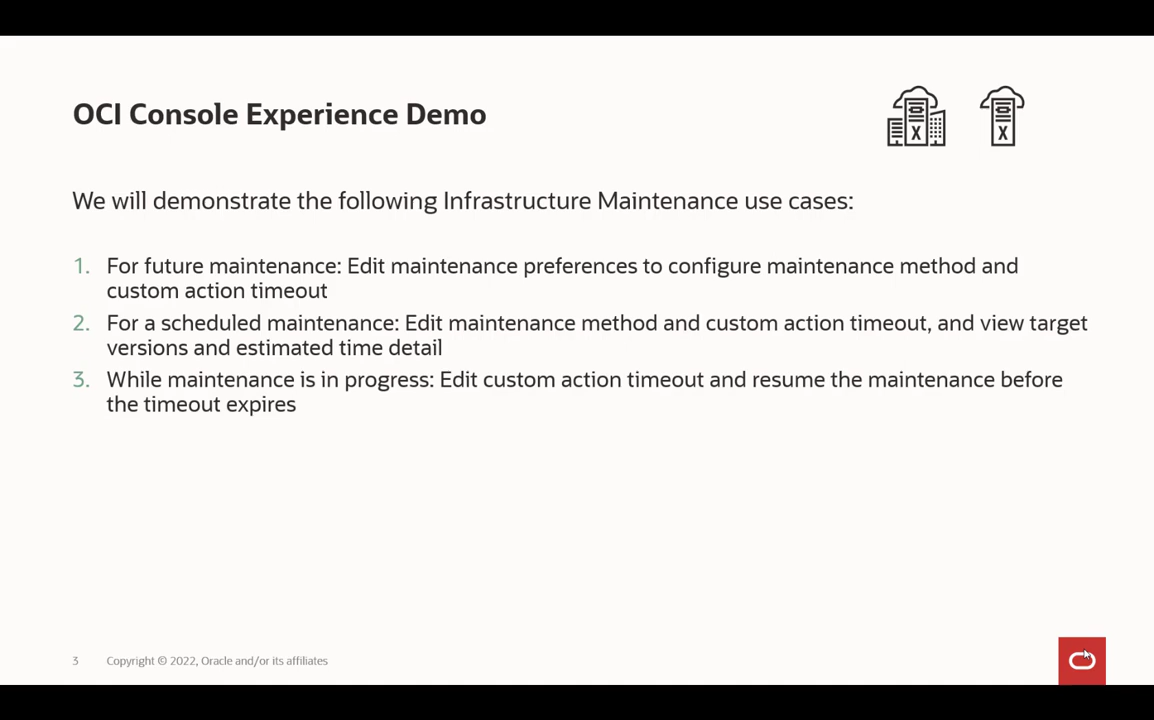 OCI Console Experience Demo
X
X
We will demonstrate the following Infrastructure Maintenance use cases:
1. For future maintenance: Edit maintenance preferences to configure maintenance method and
custom action timeout
2. For a scheduled maintenance: Edit maintenance method and custom action timeout, and view target
versions and estimated time detail
3. While maintenance is in progress: Edit custom action timeout and resume the maintenance before
the timeout expires
3 Copyright © 2022, Oracle and/or its affiliates